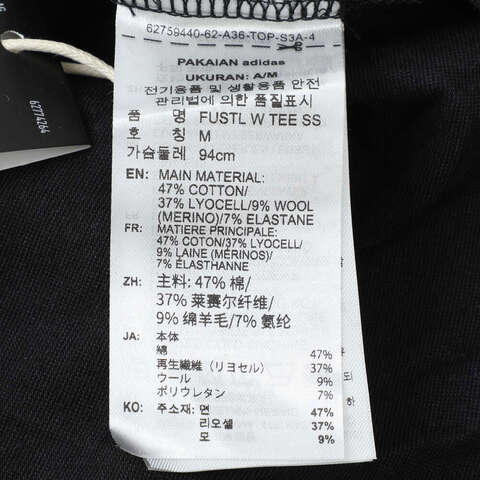 62759440-62-A36-TOP-S3A-4
PAKAIAN adidas
UKURAN: A/M
전기용품 및 생활용품 안전
관리법에 의한 품질표시
품 명 FUSTL W TEE SS
호 칭 M
가슴둘레 94cm
EN: MAIN MATERIAL:
47% COTTON/
37% LYOCELL/9% WOOL
(MERINO)/7% ELASTANE
FR: MATIERE PRINCIPALE:
47% COTON/37% LYOCELL/
9% LAINE (MERINOS)/
7% ÉLASTHANNE
ZH: 主料: 47% 棉/
37% 莱赛尔纤维/
9% 绵羊毛/7% 氨纶
JA: 本体
綿 47%
再生繊維（リヨセル） 37%
ウール 9%
ポリウレタン 7%
KO: 주소재: 면 47%
리오셀 37%
모 9%
62774264